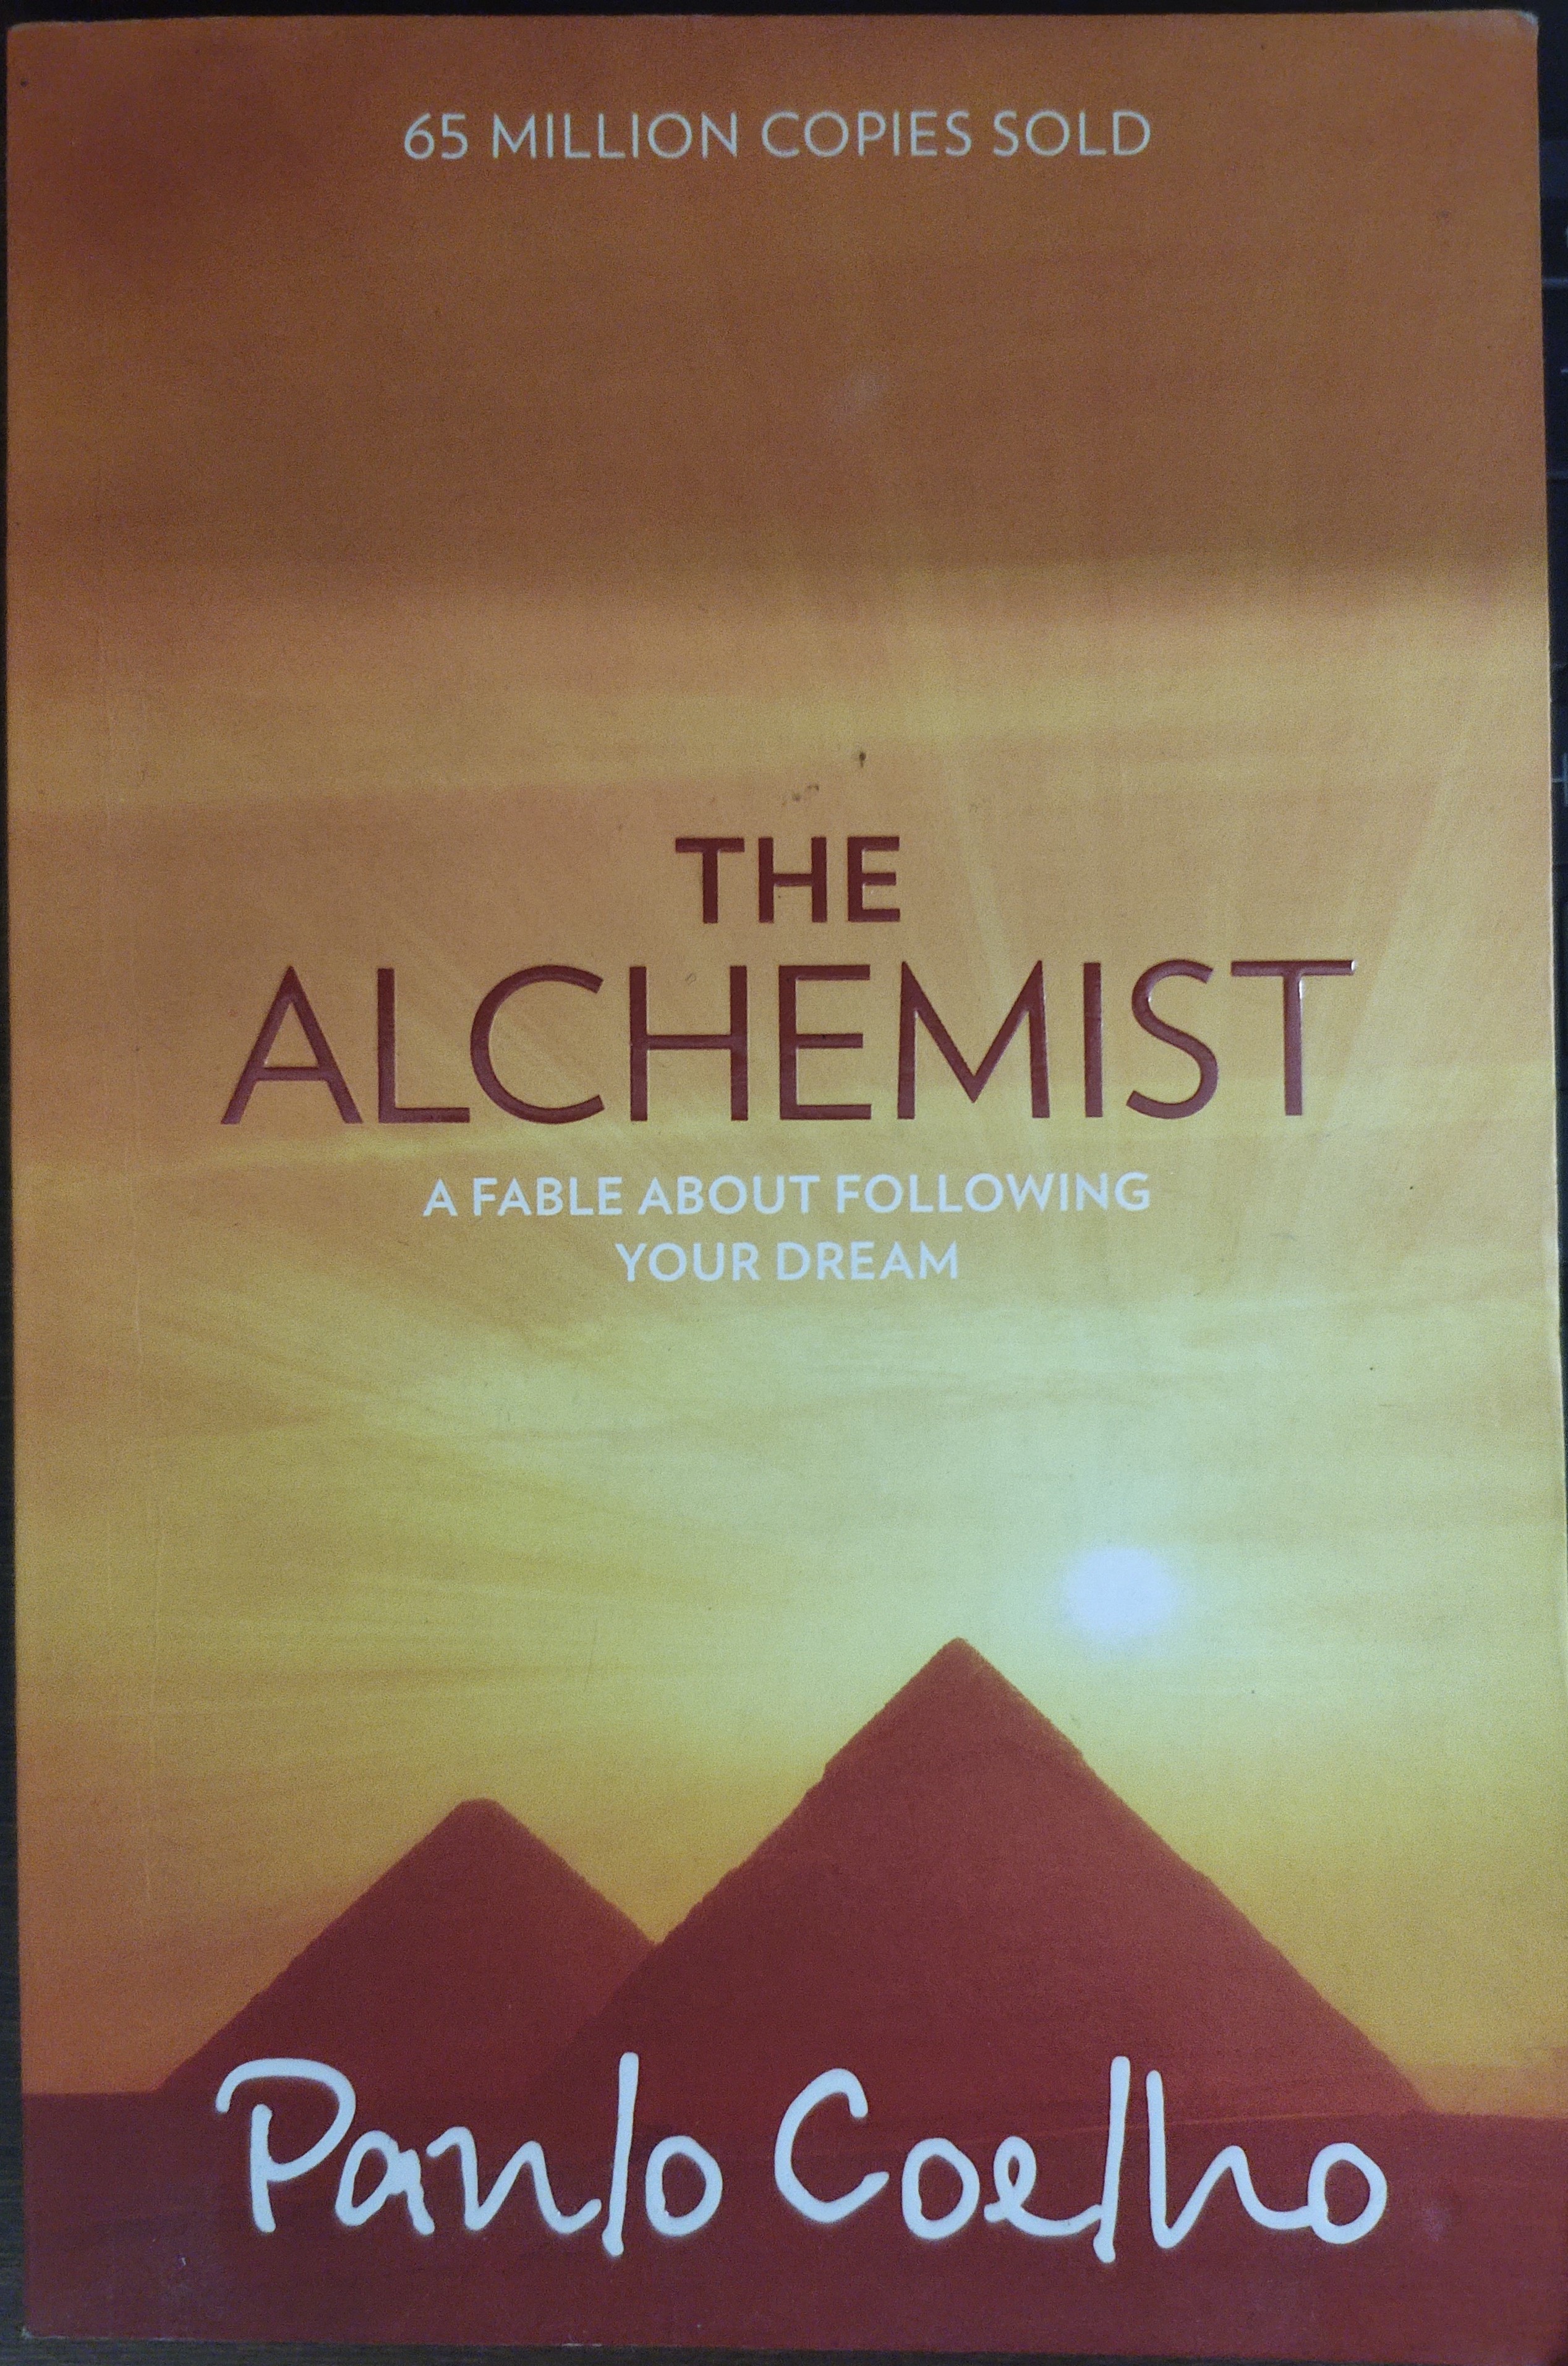 65 MILLION COPIES SOLD
THE
ALCHEMIST
A FABLE ABOUT FOLLOWING
YOUR DREAM
Paulo Coelho